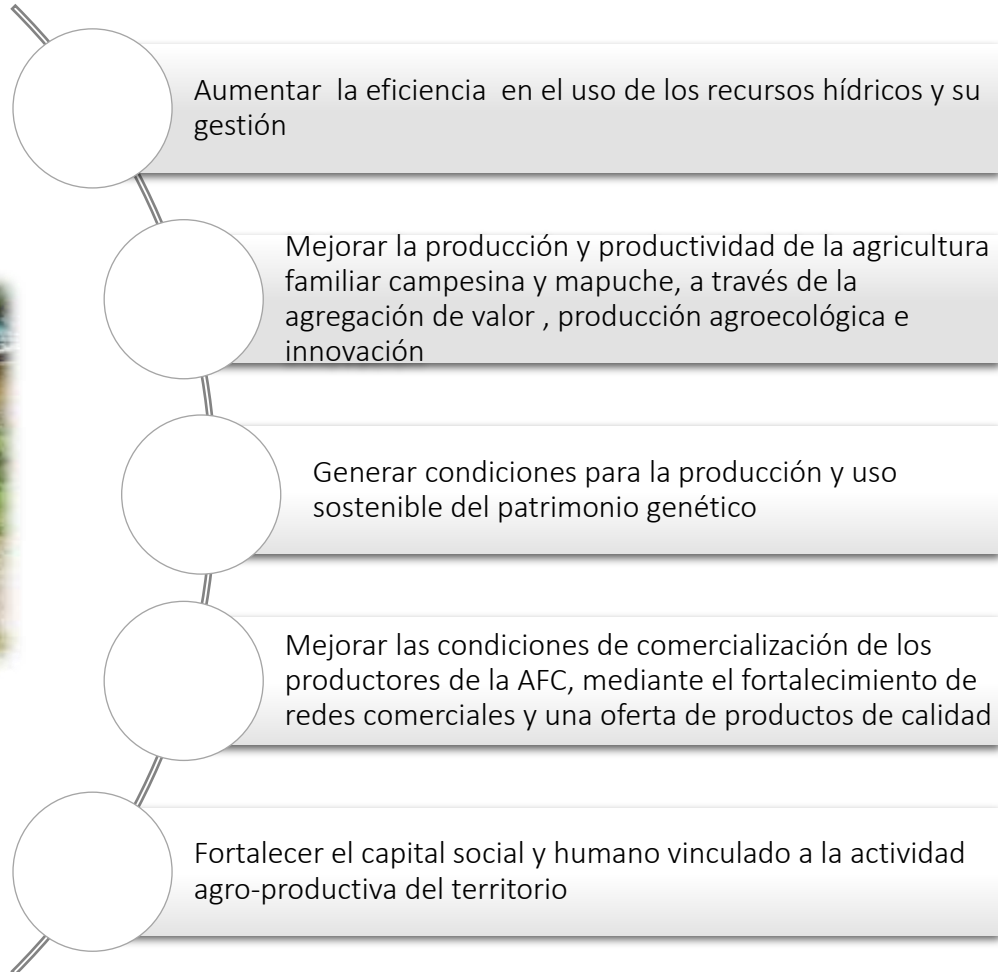 Aumentar  la eficiencia  en el uso de los recursos hídricos y su
gestión
Mejorar la producción y productividad de la agricultura
familiar campesina y mapuche, a través de la
agregación de valor , producción agroecológica e
innovación
Generar condiciones para la producción y uso
sostenible del patrimonio genético
Mejorar las condiciones de comercialización de los
productores de la AFC, mediante el fortalecimiento de
redes comerciales y una oferta de productos de calidad
Fortalecer el capital social y humano vinculado a la actividad
agro-productiva del territorio